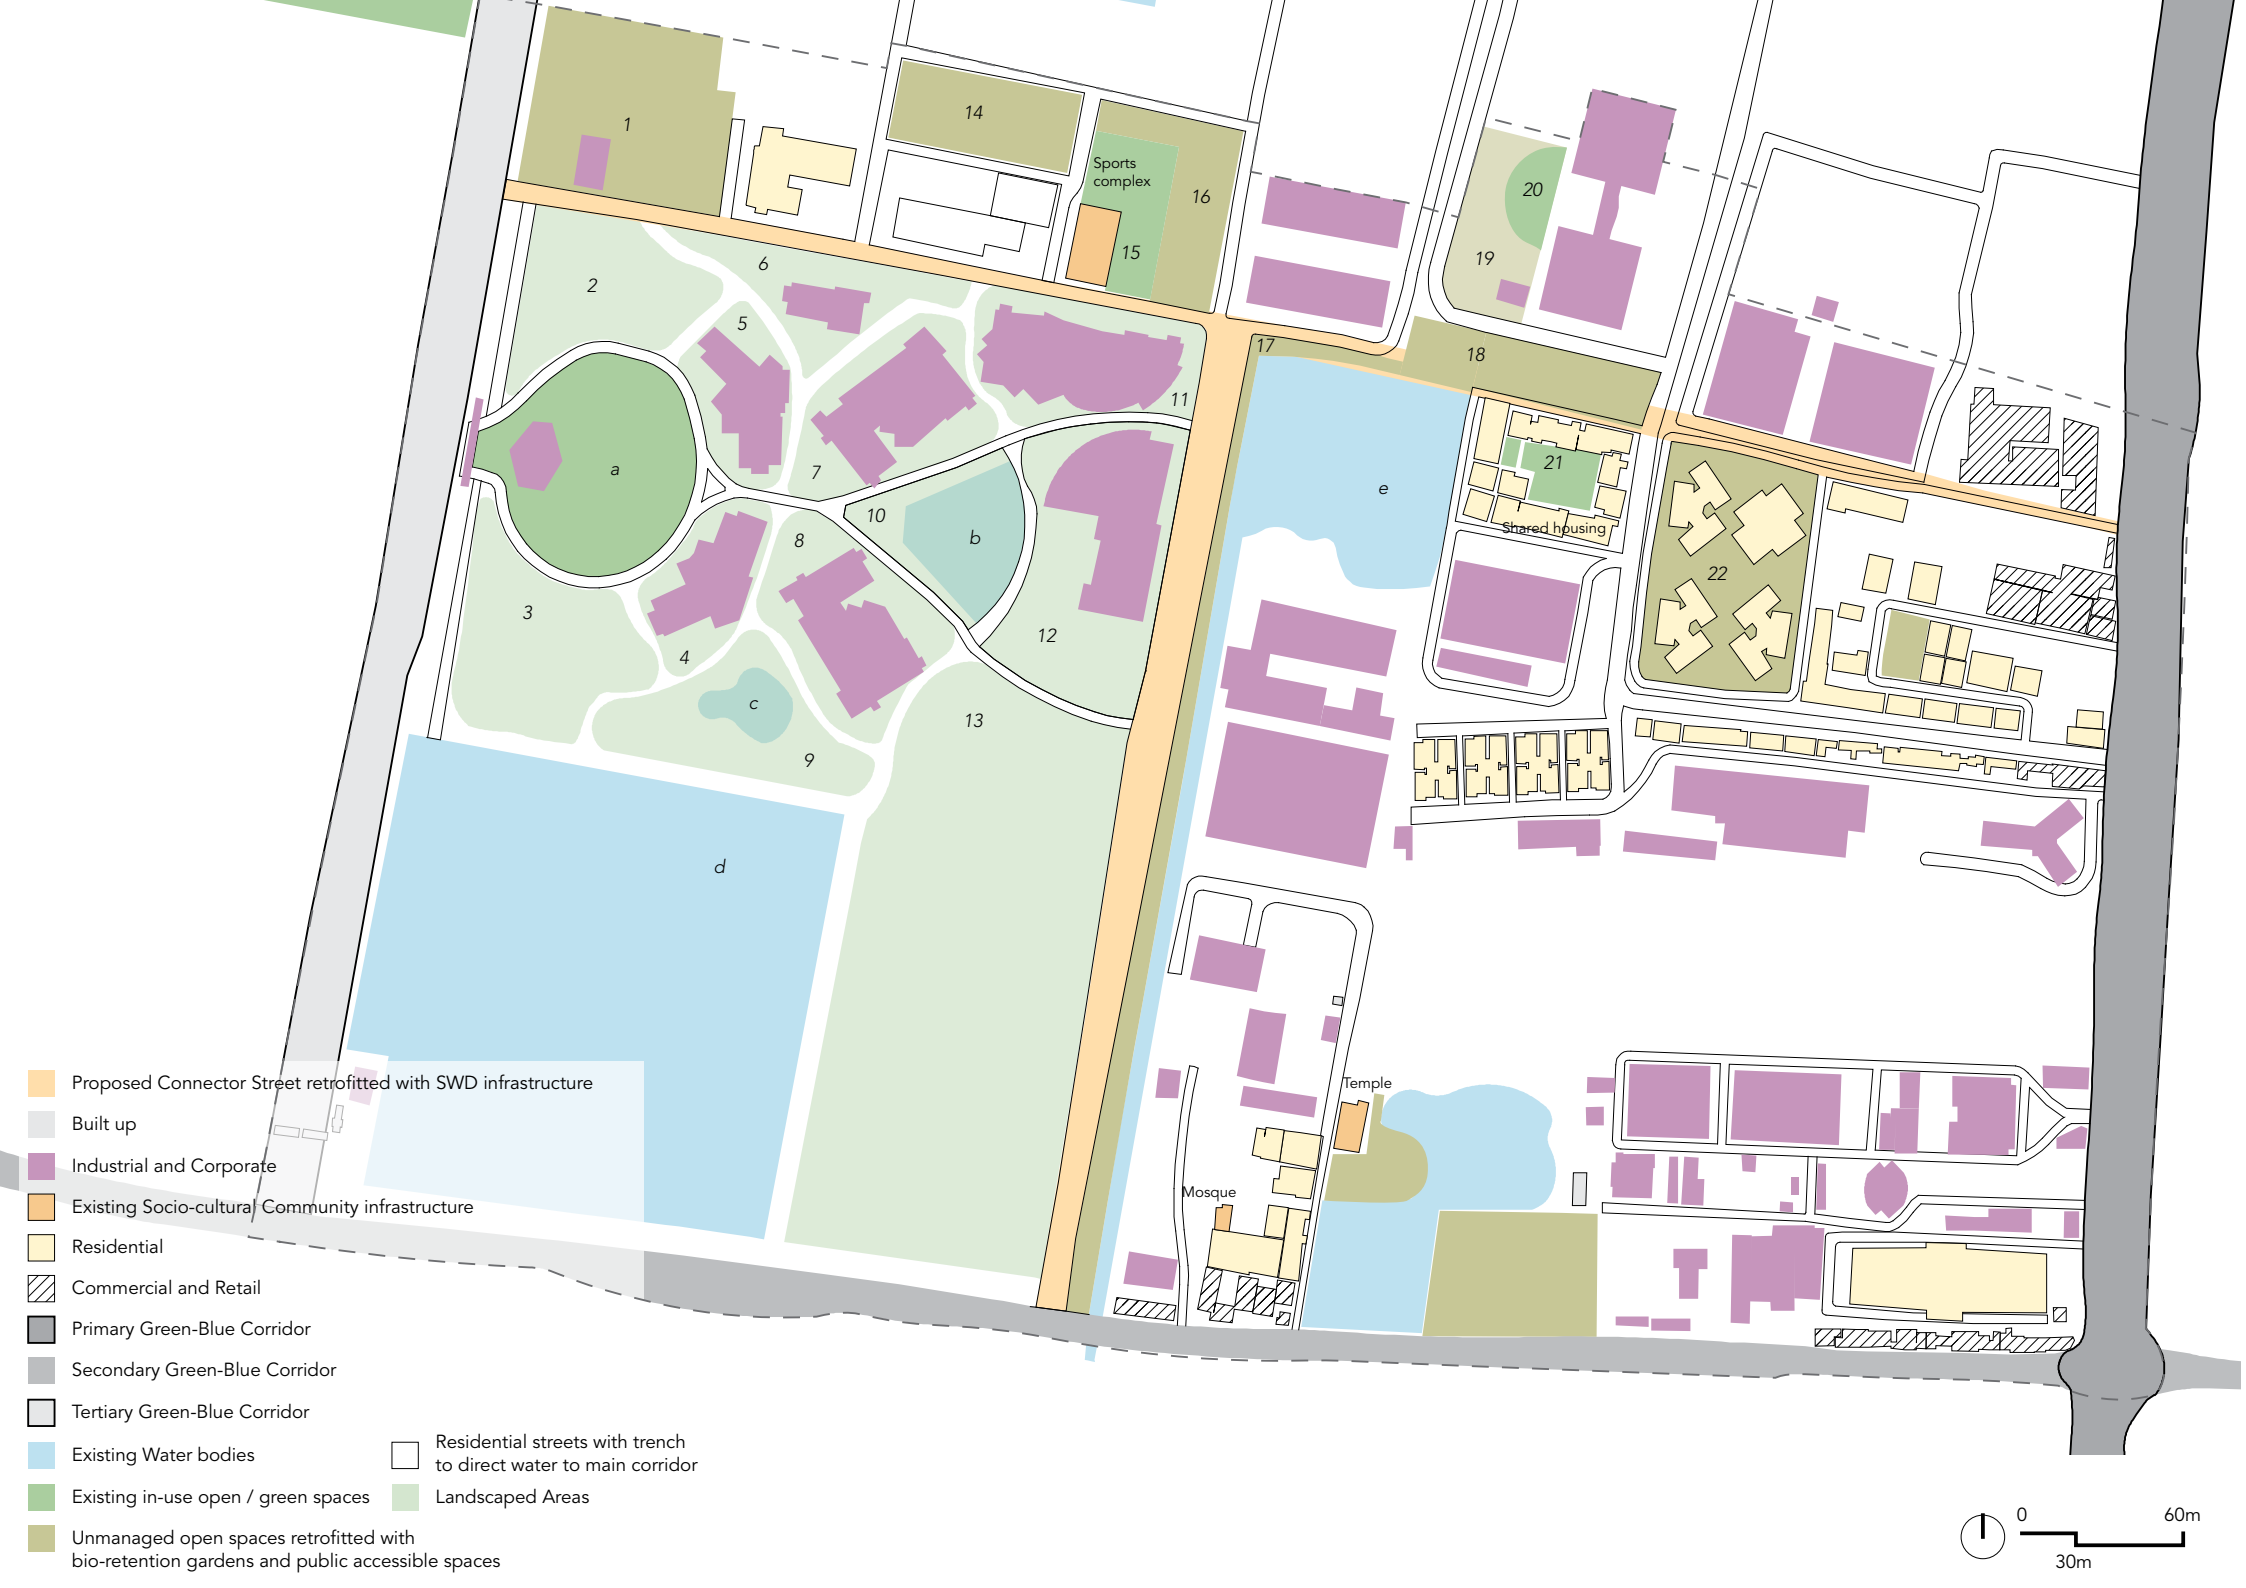 1
14
Sports
complex
16
15
20
19
2
6
5
17
18
11
a
7
10
b
8
e
21
Shared housing
22
3
4
12
c
9
13
d
Temple
Mosque
Proposed Connector Street retrofitted with SWD infrastructure
Built up
Industrial and Corporate
Existing Socio-cultural Community infrastructure
Residential
Commercial and Retail
Primary Green-Blue Corridor
Secondary Green-Blue Corridor
Tertiary Green-Blue Corridor
Existing Water bodies
Existing in-use open / green spaces
Unmanaged open spaces retrofitted with
bio-retention gardens and public accessible spaces
Residential streets with trench
to direct water to main corridor
Landscaped Areas
0
60m
30m